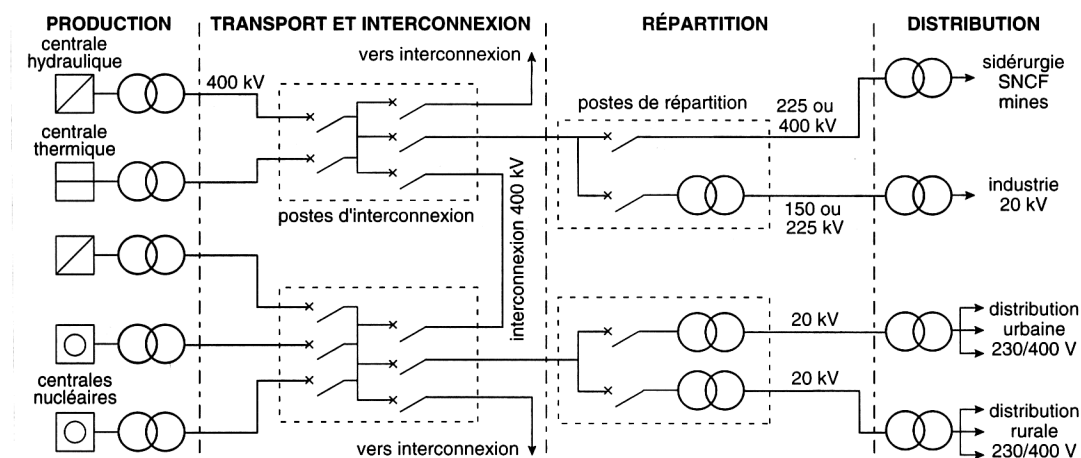 PRODUCTION
TRANSPORT ET INTERCONNEXION
RÉPARTITION
DISTRIBUTION
centrale
hydraulique
400 kV
vers interconnexion
postes de répartition
225 ou
400 kV
sidérurgie
SNCF
mines
centrale
thermique
postes d'interconnexion
interconnexion 400 kV
150 ou
225 kV
industrie
20 kV
20 kV
distribution
urbaine
230/400 V
centrales
nucléaires
20 kV
vers interconnexion
distribution
rurale
230/400 V